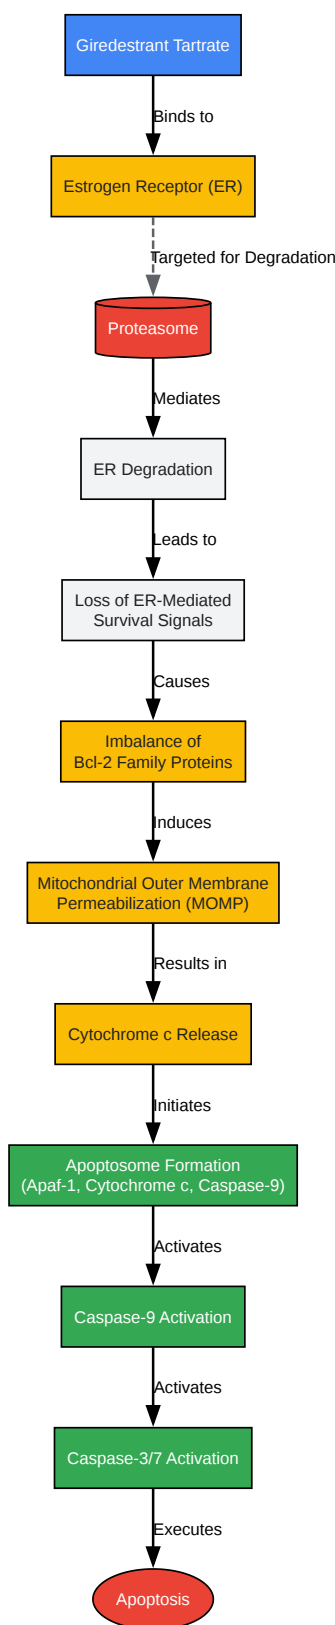 Giredestrant Tartrate
Binds to
Estrogen Receptor (ER)
Targeted for Degradation
Proteasome
Mediates
ER Degradation
Leads to
Loss of ER-Mediated
Survival Signals
Causes
Imbalance of
Bcl-2 Family Proteins
Induces
Mitochondrial Outer Membrane
Permeabilization (MOMP)
Results in
Cytochrome c Release
Initiates
Apoptosome Formation
(Apaf-1, Cytochrome c, Caspase-9)
Activates
Caspase-9 Activation
Activates
Caspase-3/7 Activation
Executes
Apoptosis